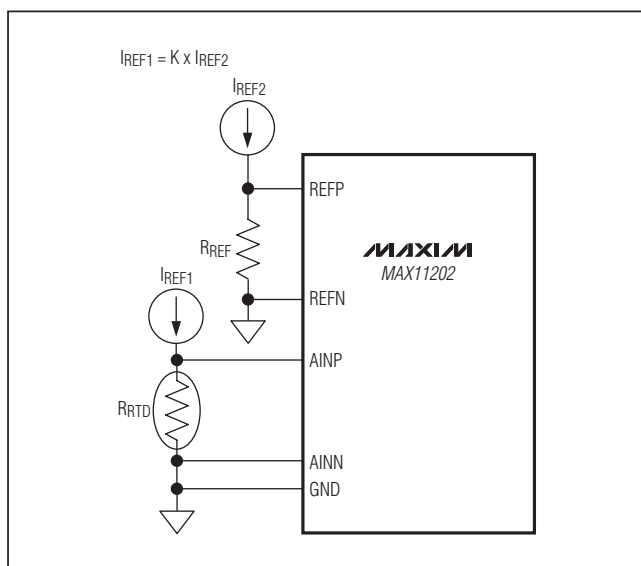 IREF1 = K x IREF2
IREF2
REFP
RREF
MAXIM
MAX11202
IREF1
REFN
AINP
RRTD
AINN
GND